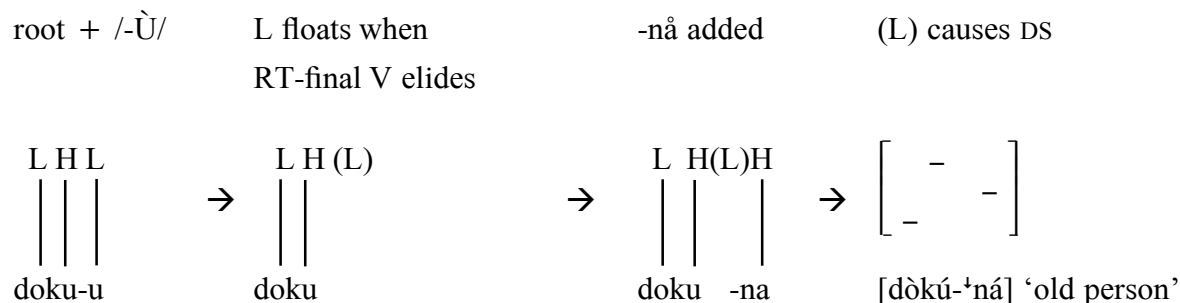 root + /-Ù/ L floats when -nå added (L) causes DS
RT-final V elides
L H L L H (L) L H(L)H
→ → →
doku-u doku doku -na [dòkú-ꜜná] ‘old person’